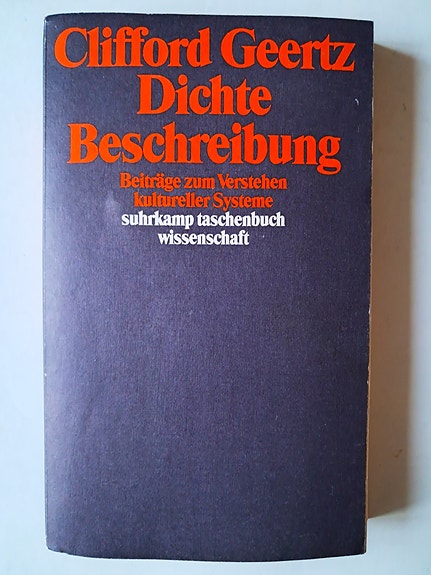 Clifford Geertz
Dichte
Beschreibung
Beiträge zum Verstehen
kultureller Systeme
suhrkamp taschenbuch
wissenschaft